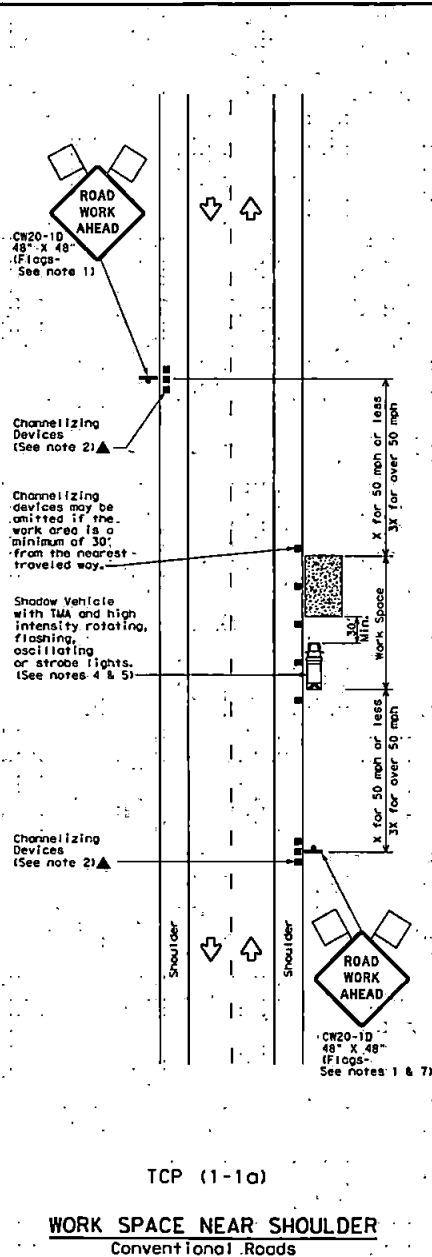 ROAD
WORK
AHEAD
CW20-1D
48" X 48"
(Flags-
See note 1)
Channelizing
Devices
(See note 2)▲
X for 50 mph or less
3X for over 50 mph
Channelizing
devices may be
omitted if the
work area is a
minimum of 30'
from the nearest
traveled way.
Shadow Vehicle
with TMA and high
intensity rotating,
flashing,
oscillating
or strobe lights.
(See notes 4 & 5)
30'
Min.
Work Space
X for 50 mph or less
3X for over 50 mph
Channelizing
Devices
(See note 2)▲
Shoulder
Shoulder
ROAD
WORK
AHEAD
CW20-1D
48" X 48"
(Flags-
See notes 1 & 7)
TCP (1-1a)
WORK SPACE NEAR SHOULDER
Conventional Roads